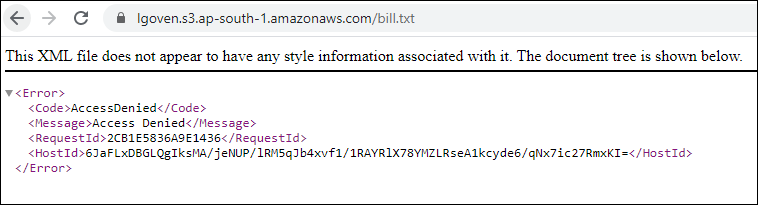 lgoven.s3.ap-south-1.amazonaws.com/bill.txt
This XML file does not appear to have any style information associated with it. The document tree is shown below.
<Error>
<Code>AccessDenied</Code>
<Message>Access Denied</Message>
<RequestId>2CB1E5836A9E1436</RequestId>
<HostId>6JaFLxDBGLQgIksMA/jeNUP/lRM5qJb4xvf1/1RAYRlX78YMZLRseA1kcyde6/qNx7ic27RmxKI=</HostId>
</Error>